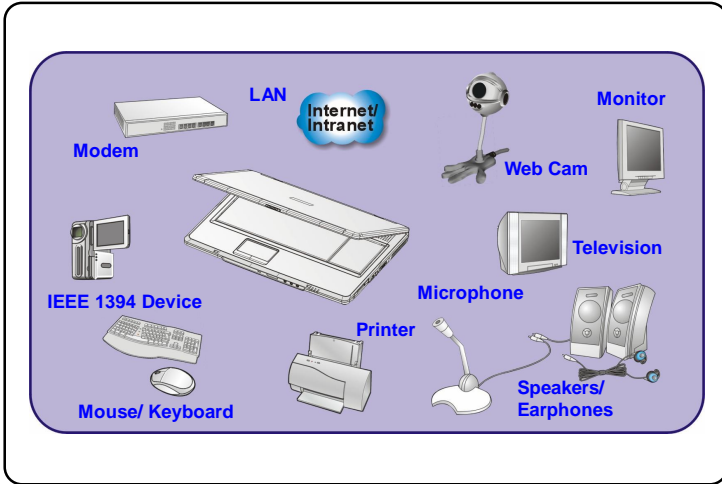 LAN
Internet/
Intranet
Monitor
Modem
Web Cam
Television
IEEE 1394 Device
Microphone
Printer
Mouse/ Keyboard
Speakers/
Earphones